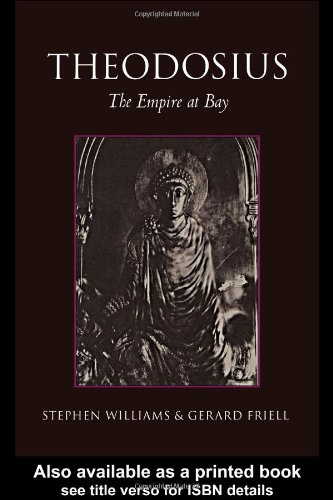 THEODOSIUS
The Empire at Bay
STEPHEN WILLIAMS & GERARD FRIELL
Also available as a printed book
see title verso for ISBN details